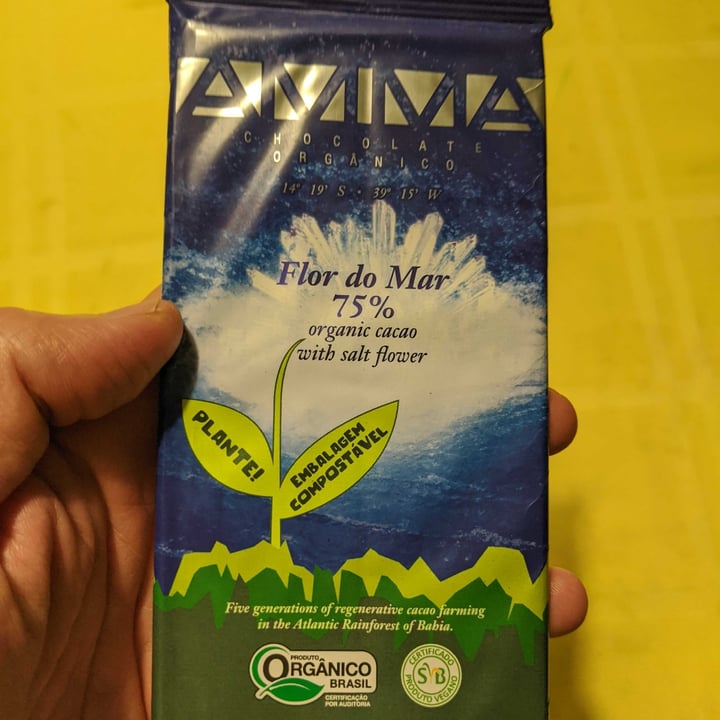 AMMA
CHOCOLATE
ORGÂNICO
14º 19' S · 39º 15' W
Flor do Mar
75%
organic cacao
with salt flower
PLANTE!
EMBALAGEM
COMPOSTÁVEL
Five generations of regenerative cacao farming
in the Atlantic Rainforest of Bahia.
PRODUTO
ORGÂNICO
BRASIL
CERTIFICAÇÃO
POR AUDITORIA
CERTIFICADO
SVB
PRODUTO VEGANO